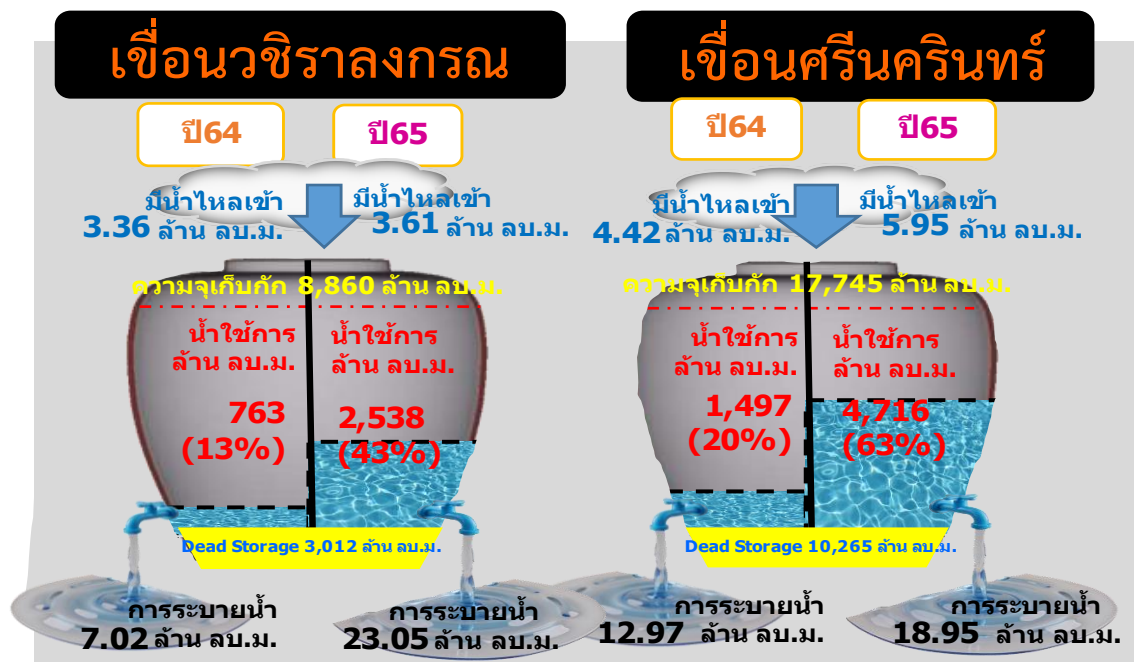 เขื่อนวชิราลงกรณ
ปี64
ปี65
มีน้ำไหลเข้า
3.36 ล้าน ลบ.ม.
มีน้ำไหลเข้า
3.61 ล้าน ลบ.ม.
ความจุเก็บกัก 8,860 ล้าน ลบ.ม.
น้ำใช้การ
ล้าน ลบ.ม.
763
(13%)
น้ำใช้การ
ล้าน ลบ.ม.
2,538
(43%)
Dead Storage 3,012 ล้าน ลบ.ม.
การระบายน้ำ
7.02 ล้าน ลบ.ม.
การระบายน้ำ
23.05 ล้าน ลบ.ม.
เขื่อนศรีนครินทร์
ปี64
ปี65
มีน้ำไหลเข้า
4.42 ล้าน ลบ.ม.
มีน้ำไหลเข้า
5.95 ล้าน ลบ.ม.
ความจุเก็บกัก 17,745 ล้าน ลบ.ม.
น้ำใช้การ
ล้าน ลบ.ม.
1,497
(20%)
น้ำใช้การ
ล้าน ลบ.ม.
4,716
(63%)
Dead Storage 10,265 ล้าน ลบ.ม.
การระบายน้ำ
12.97 ล้าน ลบ.ม.
การระบายน้ำ
18.95 ล้าน ลบ.ม.